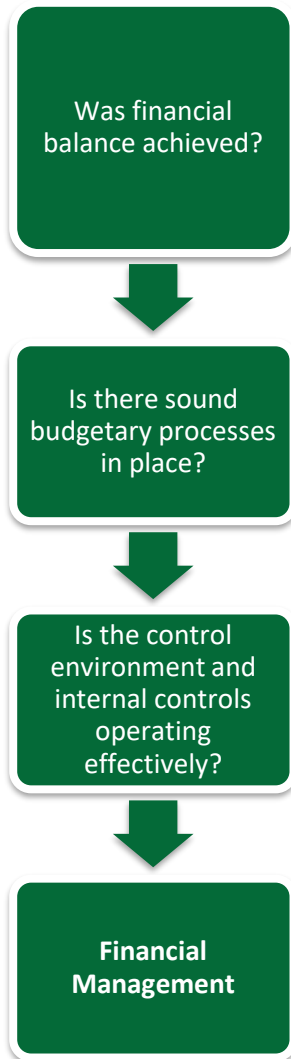 Was financial
balance achieved?
Is there sound
budgetary processes
in place?
Is the control
environment and
internal controls
operating
effectively?
Financial
Management